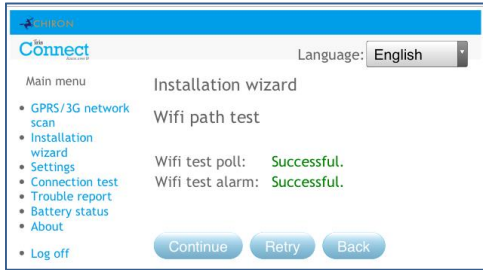 CHIRON
iris
Connect
Language: English
Main menu
Installation wizard
• GPRS/3G network
scan
Wifi path test
• Installation
wizard
• Settings
Wifi test poll: Successful.
• Connection test
Wifi test alarm: Successful.
• Trouble report
• Battery status
• About
Continue
Retry
Back
• Log off